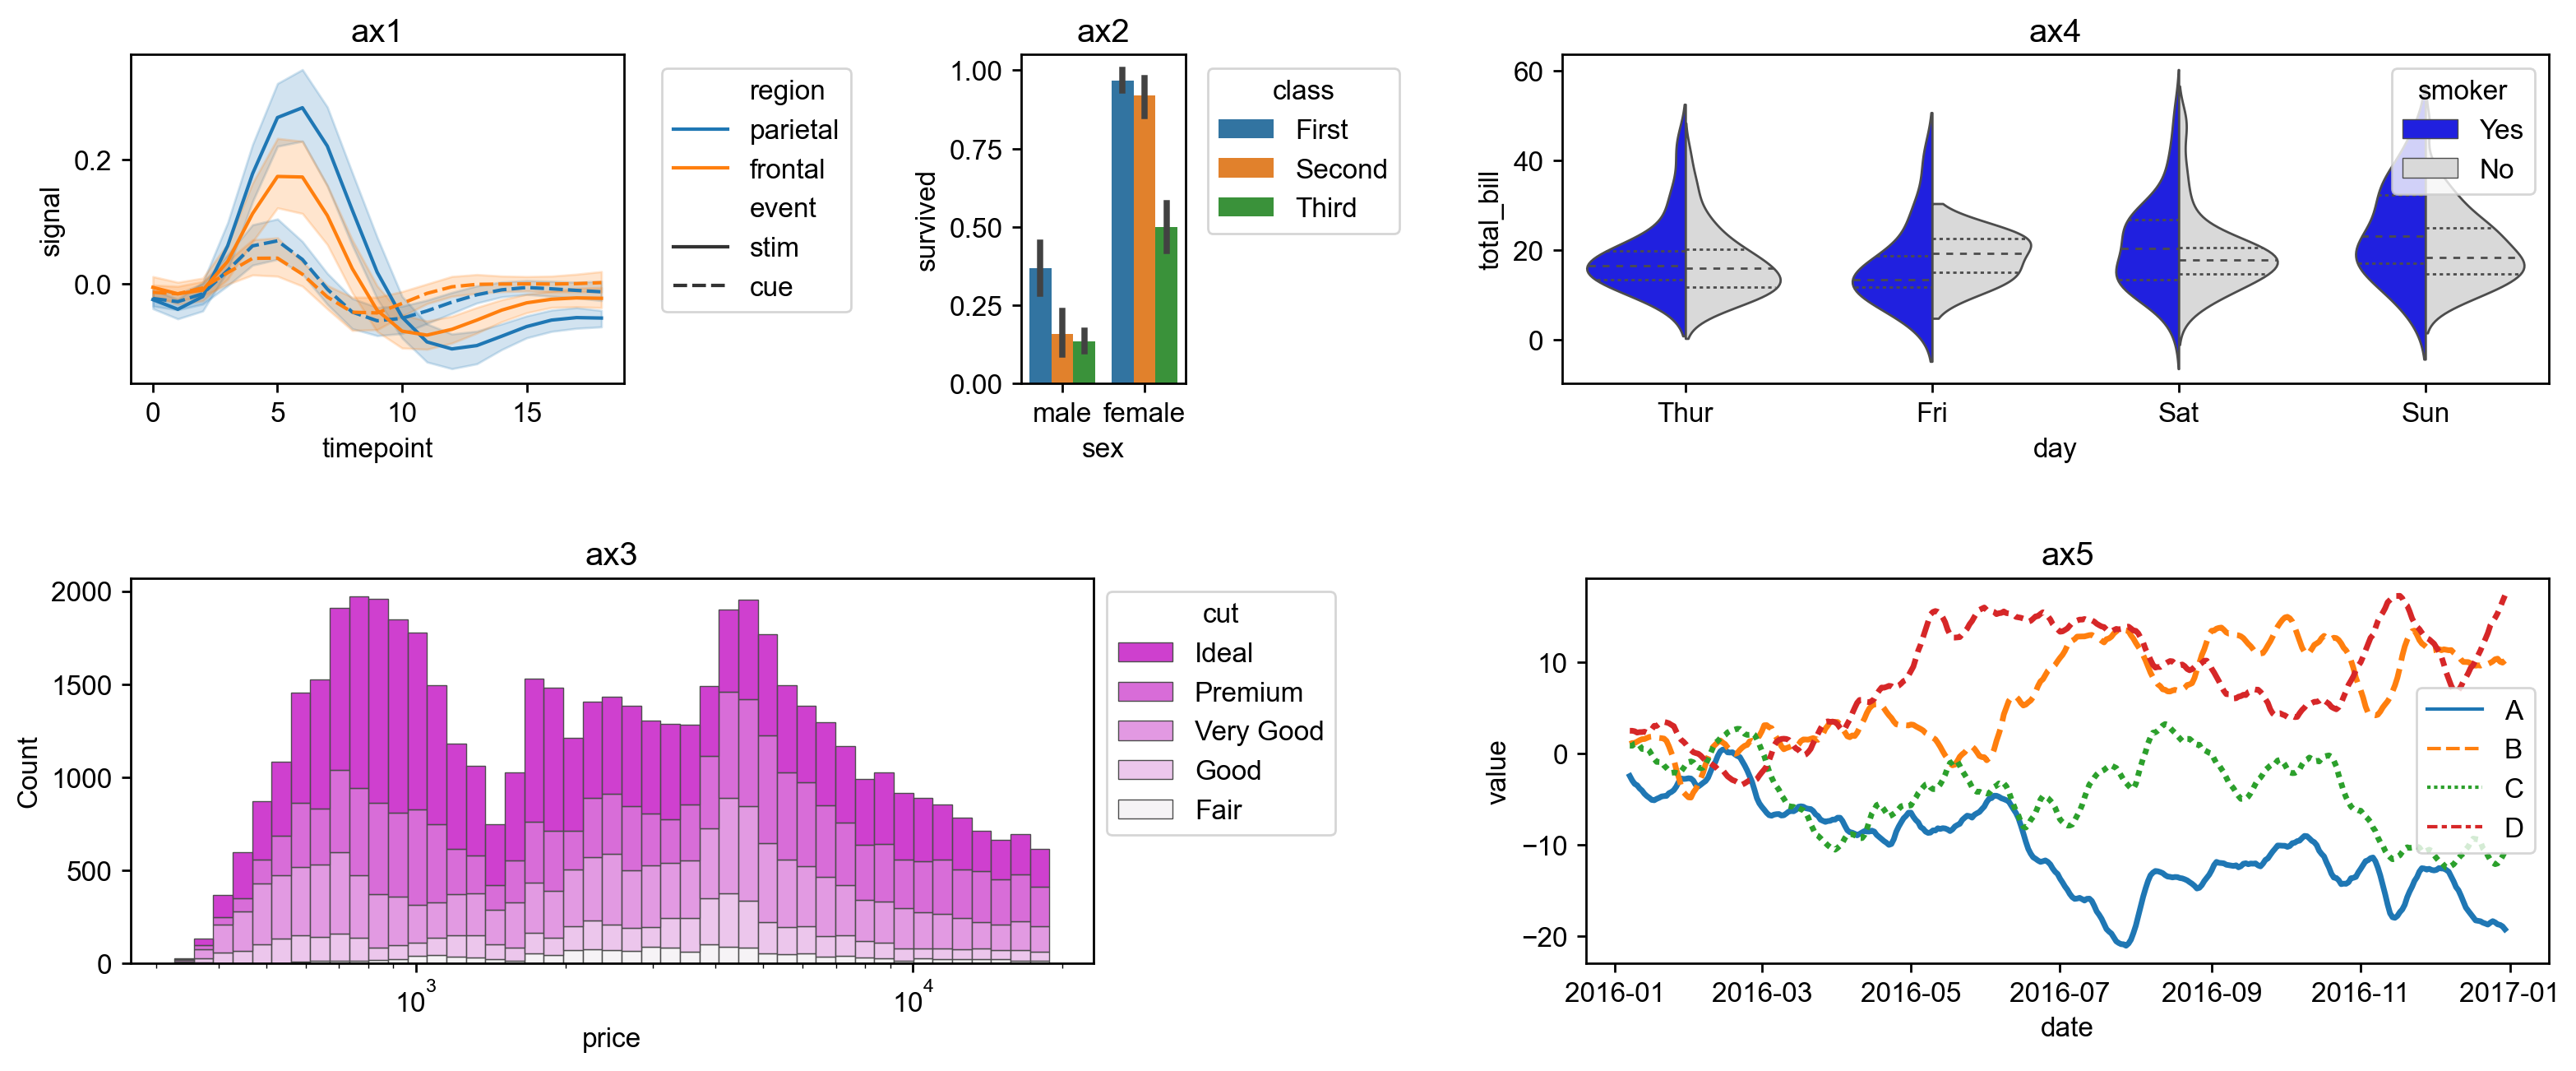 ax1
signal
0.2
0.0
0 5 10 15
timepoint
region
parietal
frontal
event
stim
cue
ax2
survived
1.00
0.75
0.50
0.25
0.00
male female
sex
class
First
Second
Third
ax4
total_bill
60
40
20
0
Thur Fri Sat Sun
day
smoker
Yes
No
ax3
Count
2000
1500
1000
500
0
10³ 10⁴
price
cut
Ideal
Premium
Very Good
Good
Fair
ax5
value
10
0
−10
−20
2016-01 2016-03 2016-05 2016-07 2016-09 2016-11 2017-01
date
A
B
C
D